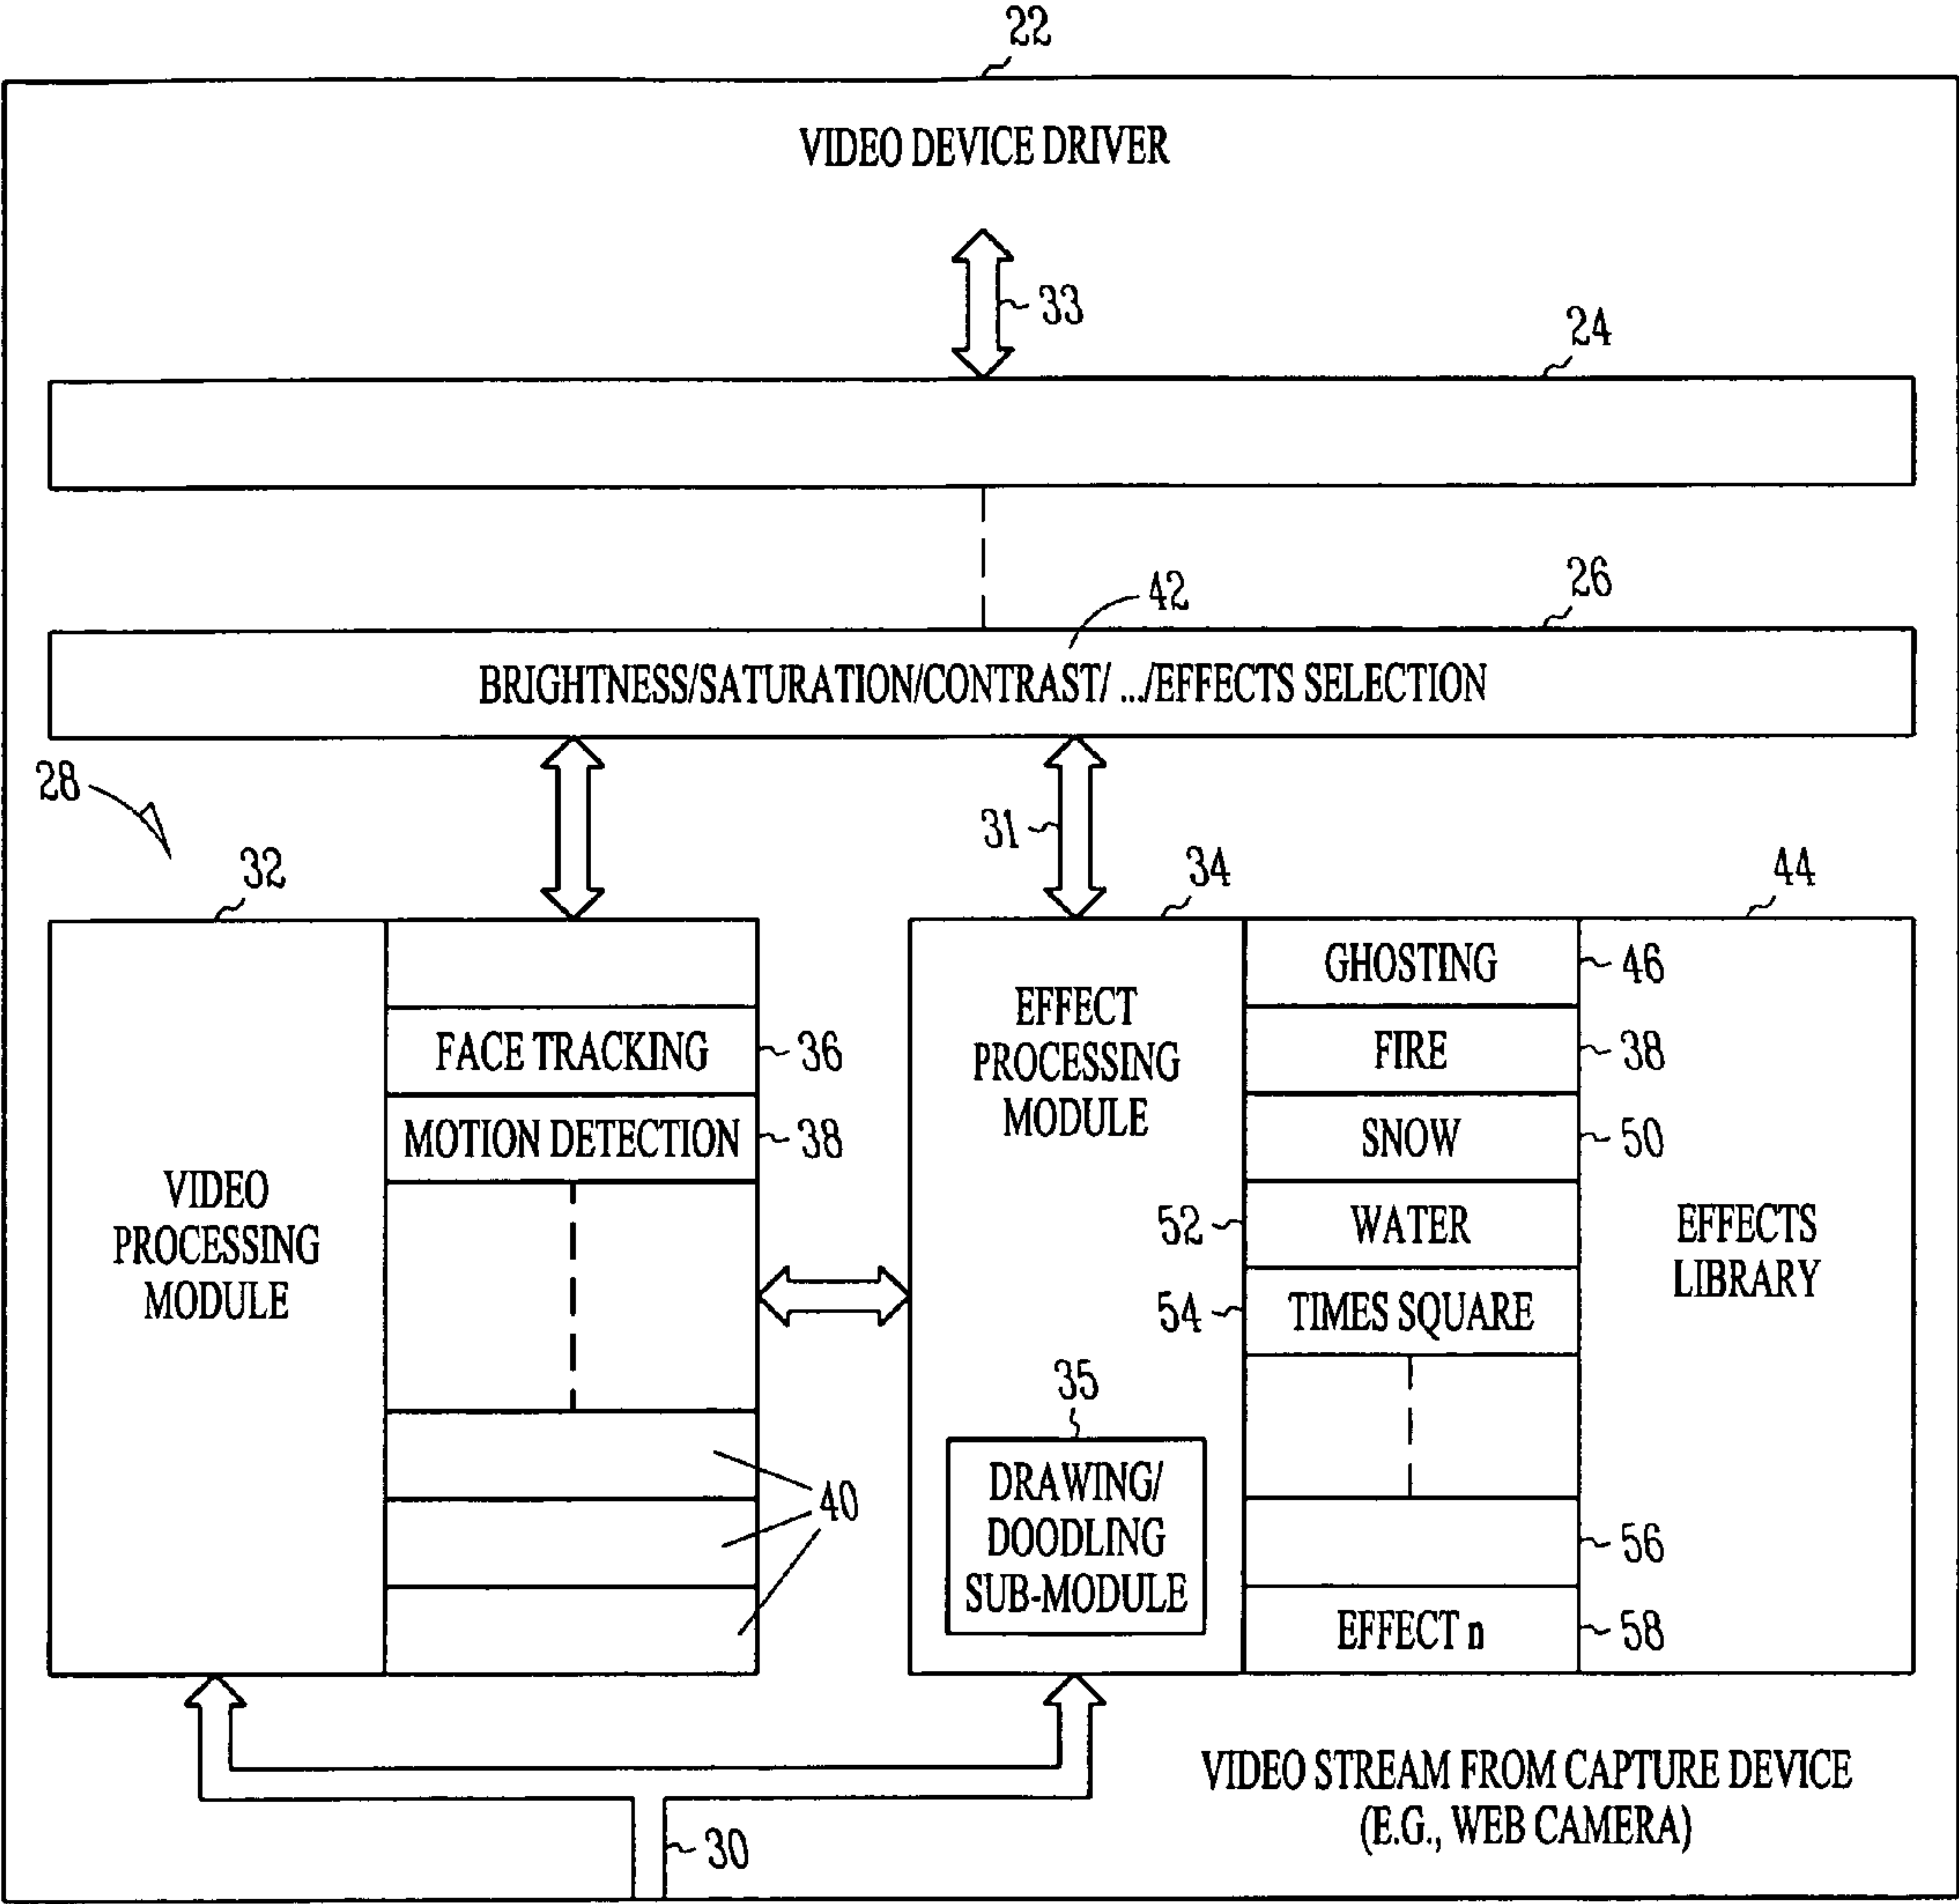 22
VIDEO DEVICE DRIVER
33
24
42
26
BRIGHTNESS/SATURATION/CONTRAST/ .../EFFECTS SELECTION
28
31
32
34
44
VIDEO
PROCESSING
MODULE
FACE TRACKING
36
MOTION DETECTION
38
40
EFFECT
PROCESSING
MODULE
35
DRAWING/
DOODLING
SUB-MODULE
GHOSTING
46
FIRE
38
SNOW
50
52
WATER
54
TIMES SQUARE
56
EFFECT n
58
EFFECTS
LIBRARY
30
VIDEO STREAM FROM CAPTURE DEVICE
(E.G., WEB CAMERA)